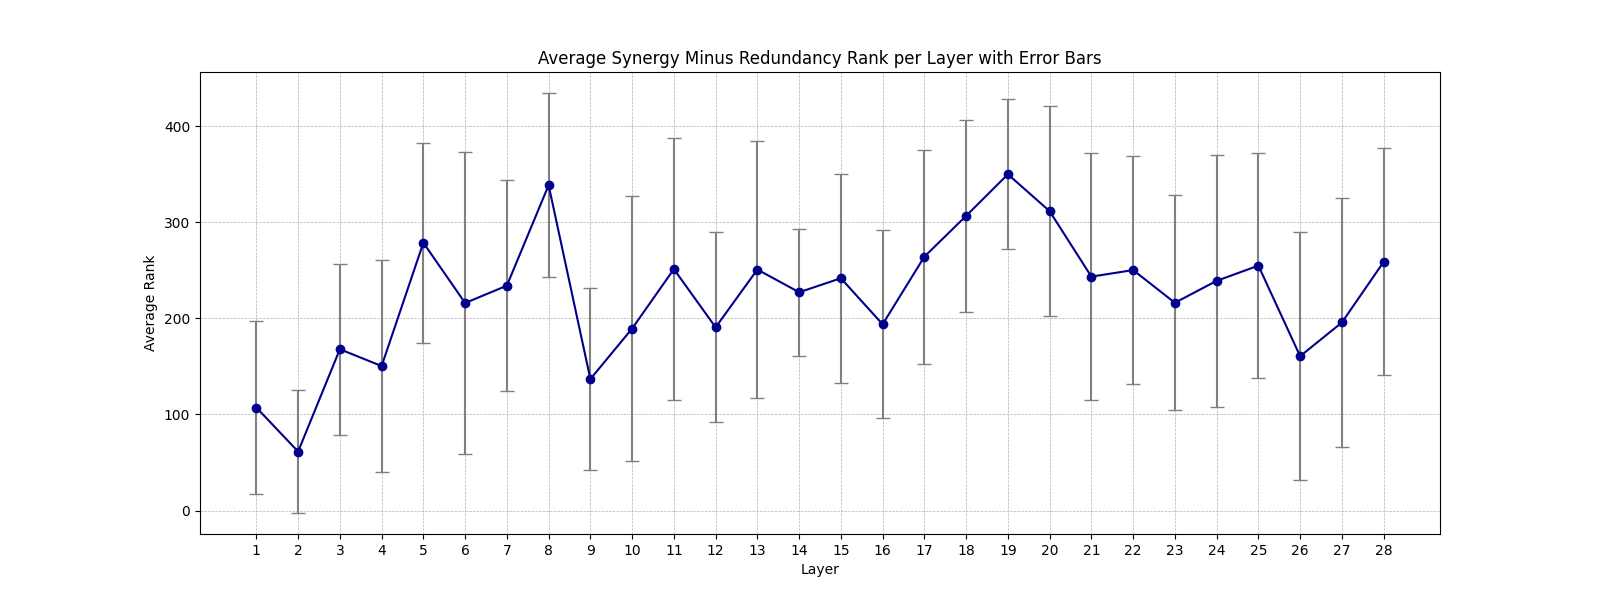 Average Synergy Minus Redundancy Rank per Layer with Error Bars
Average Rank
400
300
200
100
0
1 2 3 4 5 6 7 8 9 10 11 12 13 14 15 16 17 18 19 20 21 22 23 24 25 26 27 28
Layer